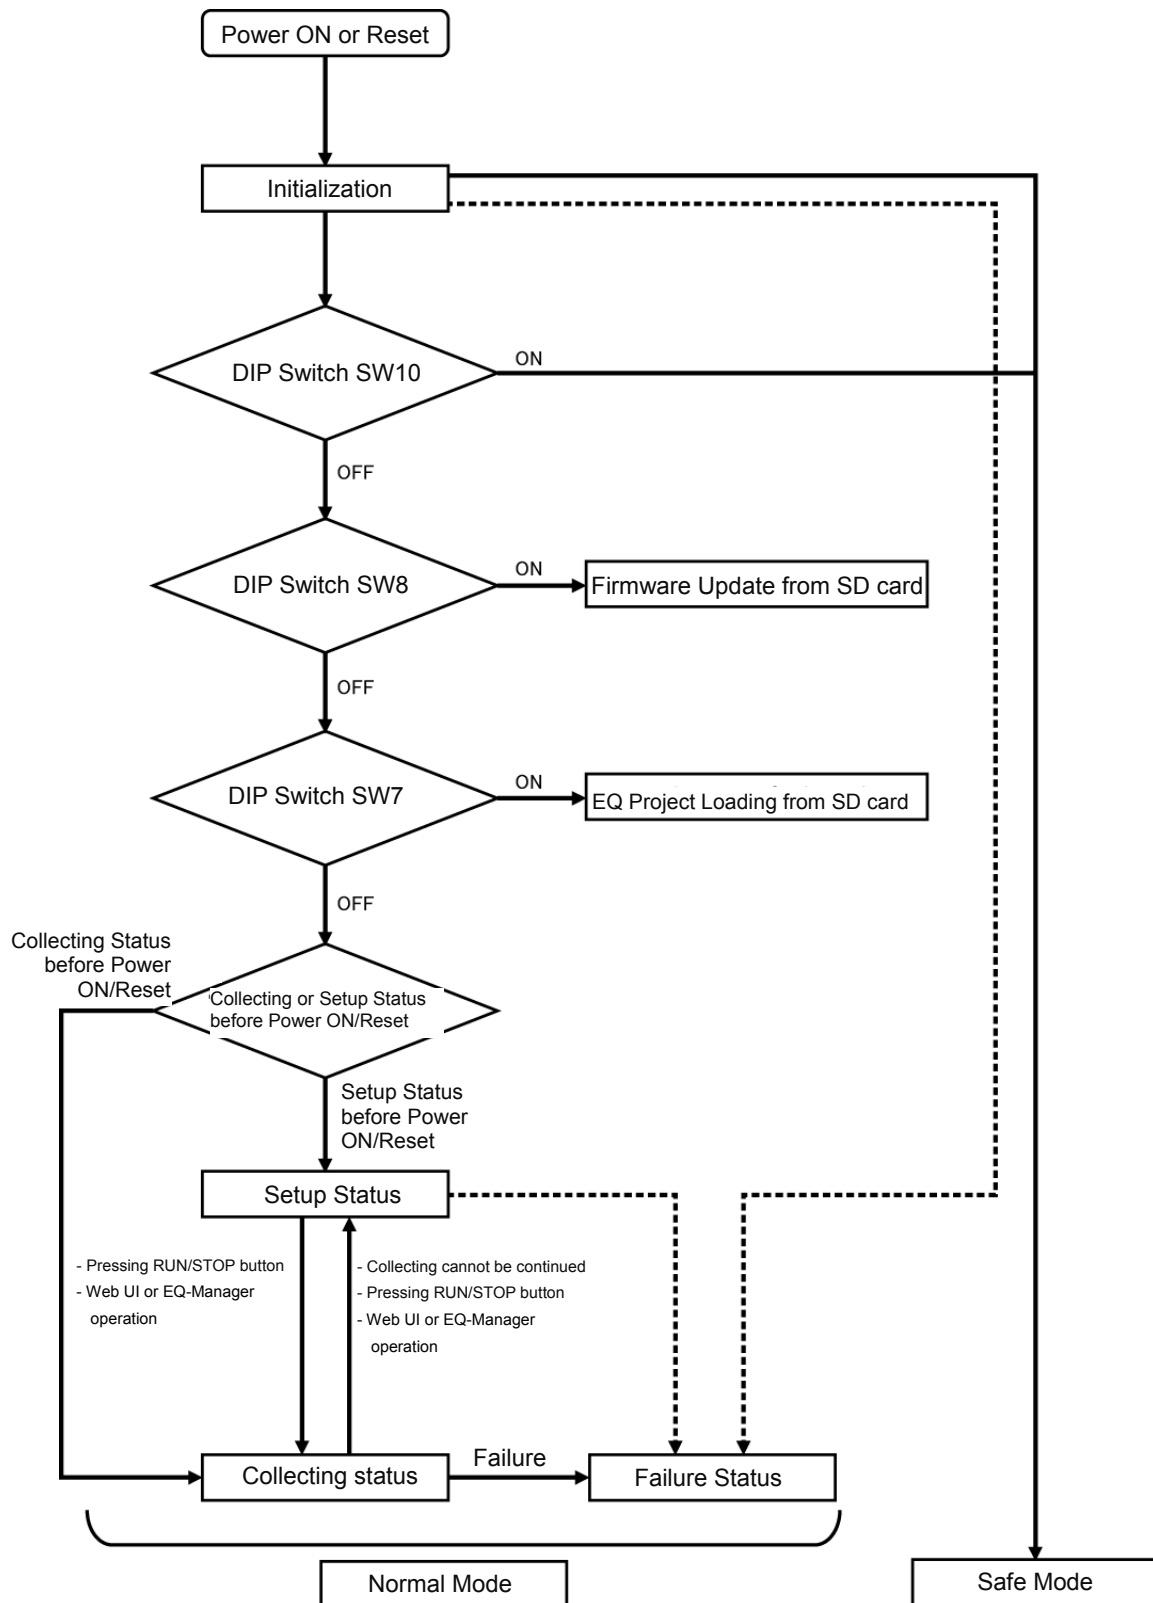 Power ON or Reset
Initialization
DIP Switch SW10
ON
OFF
DIP Switch SW8
ON
Firmware Update from SD card
OFF
DIP Switch SW7
ON
EQ Project Loading from SD card
OFF
Collecting Status
before Power
ON/Reset
Collecting or Setup Status
before Power ON/Reset
Setup Status
before Power
ON/Reset
Setup Status
- Pressing RUN/STOP button
- Web UI or EQ-Manager
operation
- Collecting cannot be continued
- Pressing RUN/STOP button
- Web UI or EQ-Manager
operation
Collecting status
Failure
Failure Status
Normal Mode
Safe Mode